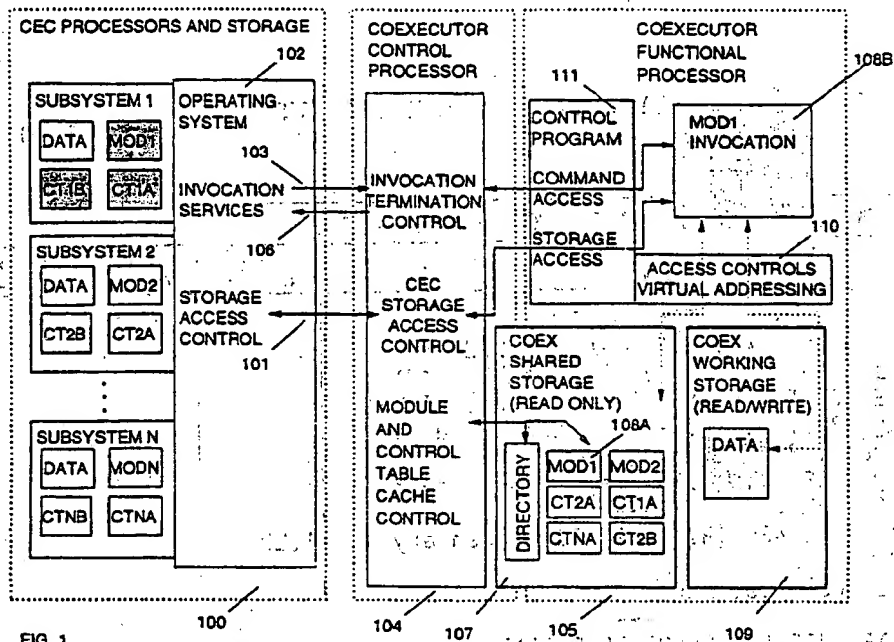 CEC PROCESSORS AND STORAGE
102
SUBSYSTEM 1
DATA
MOD1
CT1B
CT1A
OPERATING
SYSTEM
103
INVOCATION
SERVICES
106
SUBSYSTEM 2
DATA
MOD2
CT2B
CT2A
STORAGE
ACCESS
CONTROL
101
SUBSYSTEM N
DATA
MODN
CTNB
CTNA
100
COEXECUTOR
CONTROL
PROCESSOR
INVOCATION
TERMINATION
CONTROL
CEC
STORAGE
ACCESS
CONTROL
MODULE
AND
CONTROL
TABLE
CACHE
CONTROL
104
COEXECUTOR
FUNCTIONAL
PROCESSOR
108B
111
CONTROL
PROGRAM
COMMAND
ACCESS
STORAGE
ACCESS
MOD1
INVOCATION
110
ACCESS CONTROLS
VIRTUAL ADDRESSING
COEX
SHARED
STORAGE
(READ ONLY)
108A
DIRECTORY
MOD1
MOD2
CT2A
CT1A
CTNA
CT2B
107
105
COEX
WORKING
STORAGE
(READ/WRITE)
DATA
109
FIG. 1